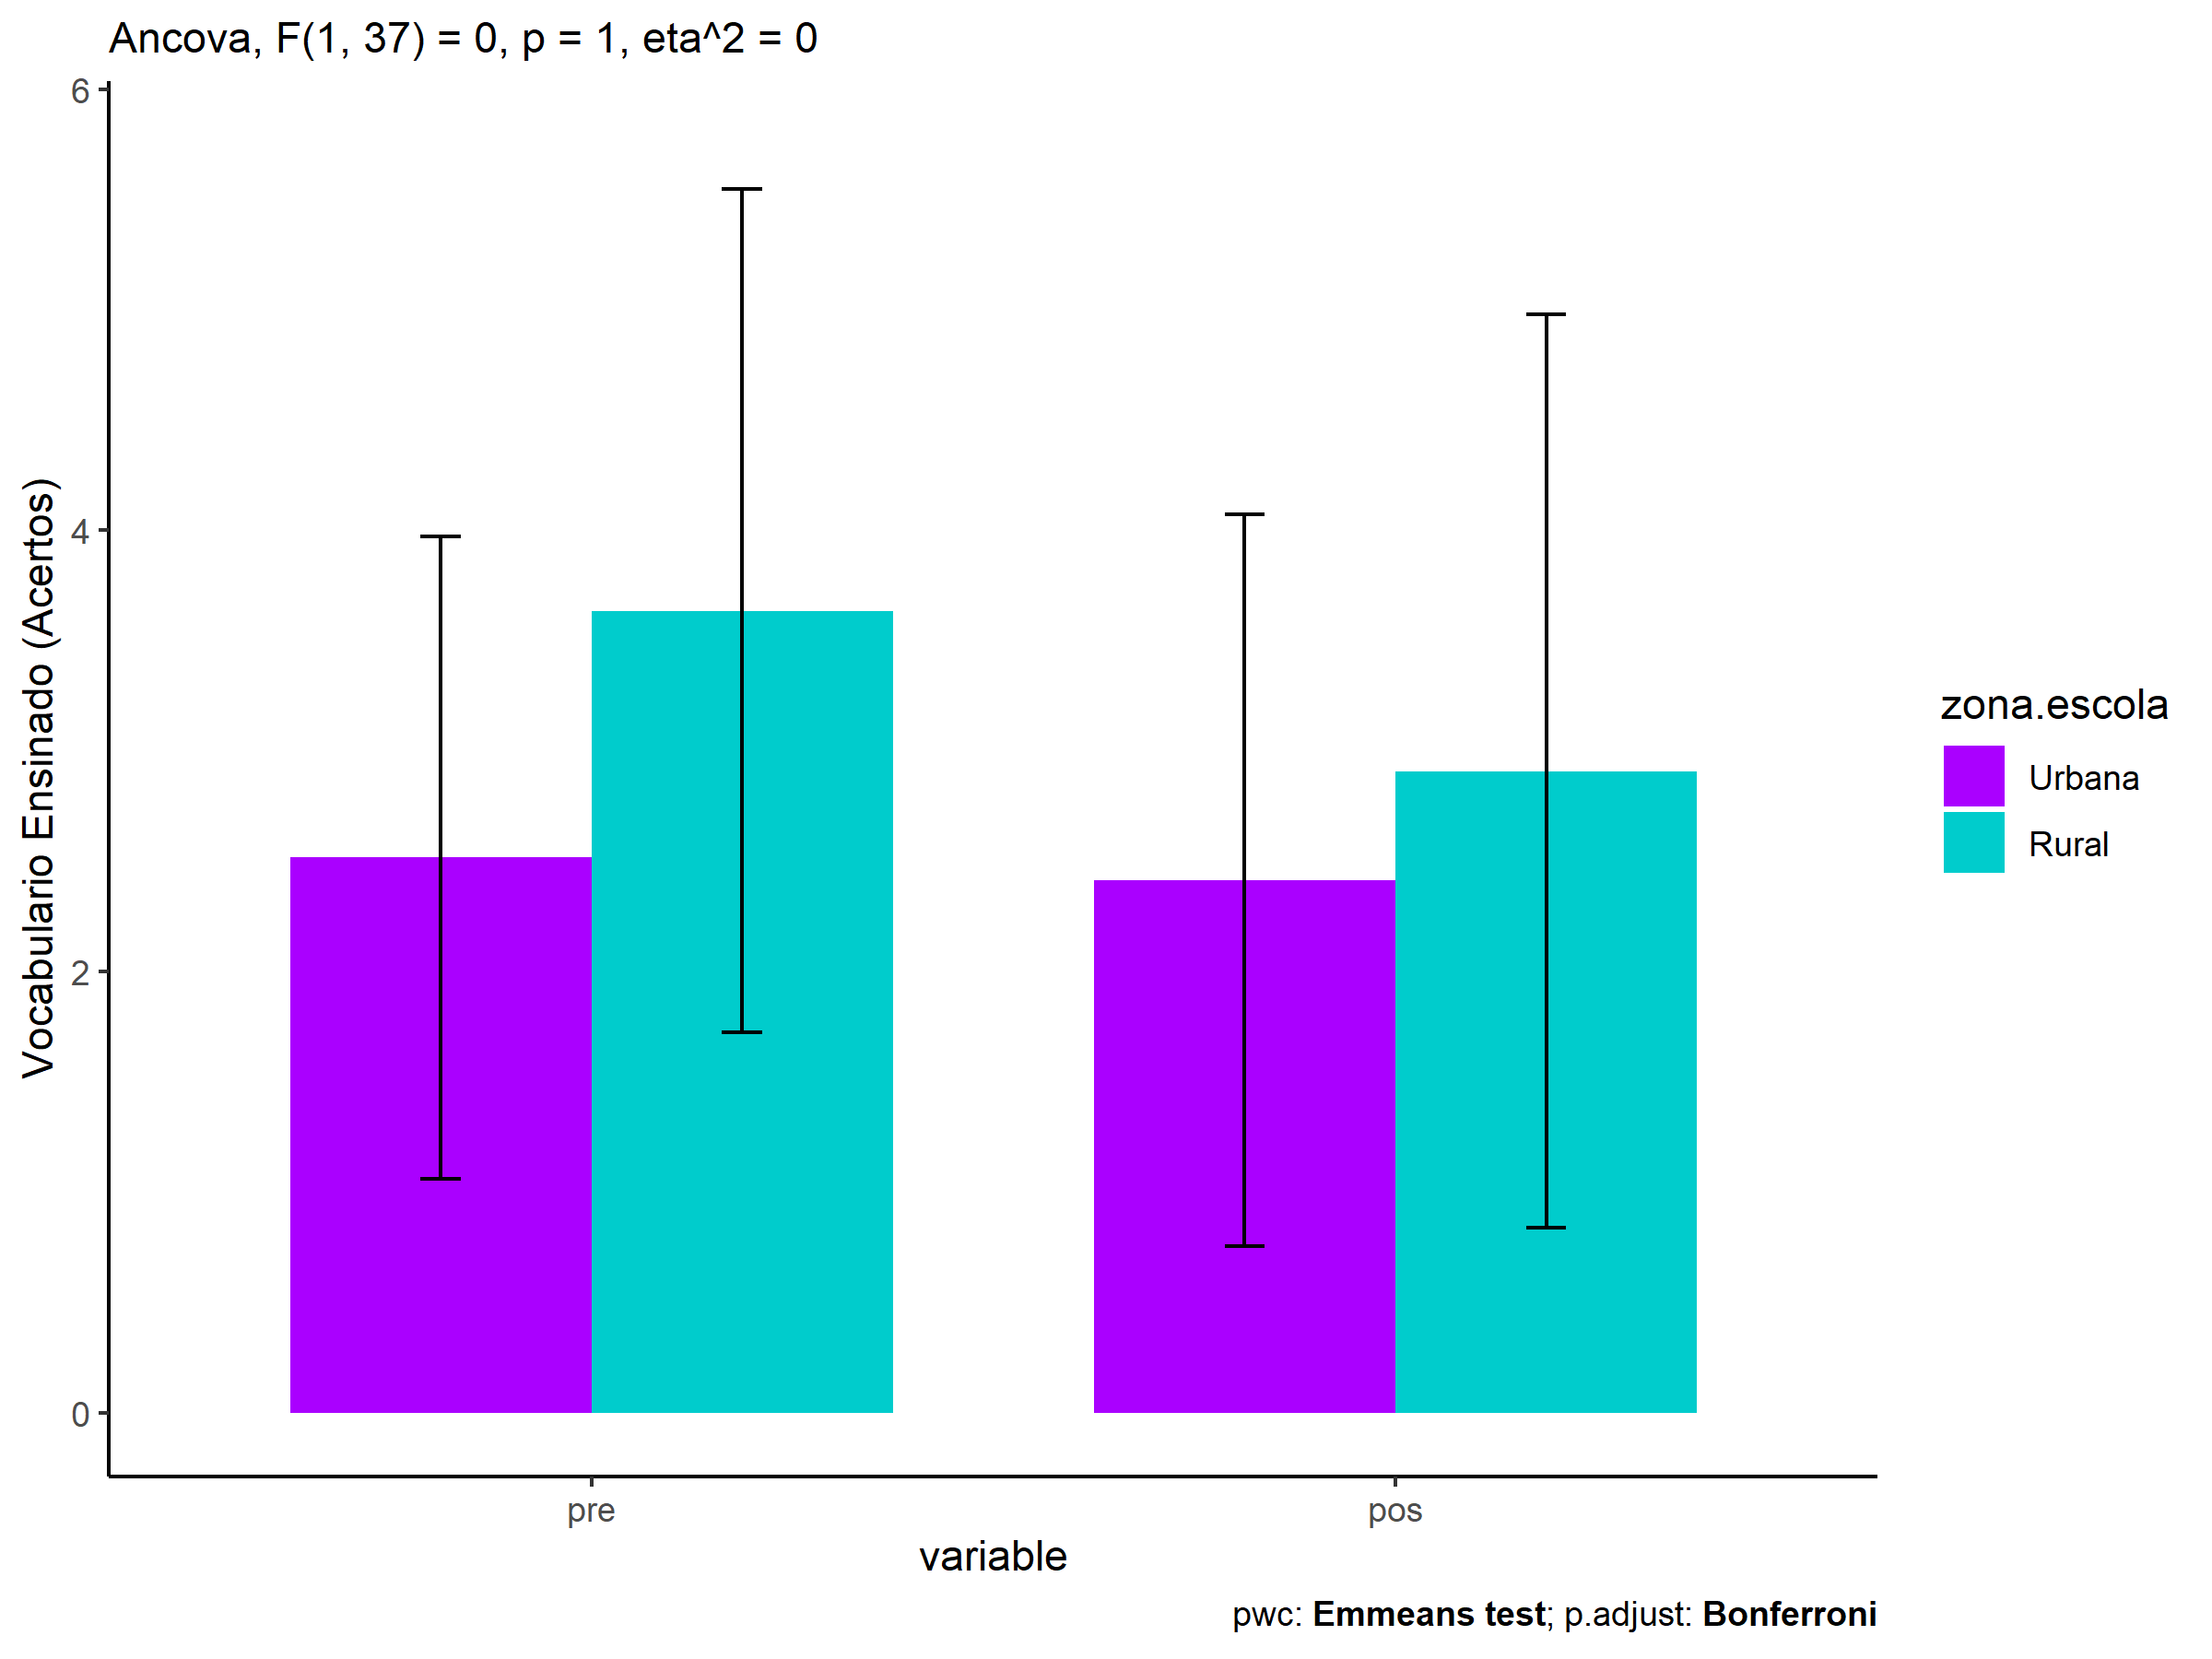 Ancova, F(1, 37) = 0, p = 1, eta^2 = 0
Vocabulario Ensinado (Acertos)
6
4
2
0
pre
pos
variable
zona.escola
Urbana
Rural
pwc: Emmeans test; p.adjust: Bonferroni